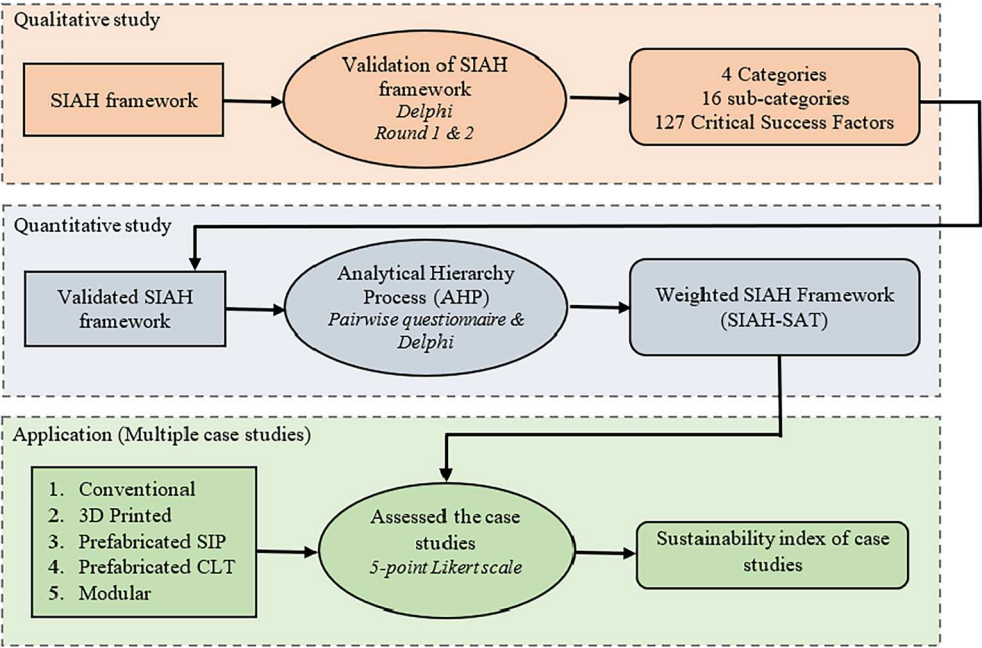 Qualitative study
SIAH framework
Validation of SIAH
framework
Delphi
Round 1 & 2
4 Categories
16 sub-categories
127 Critical Success Factors
Quantitative study
Validated SIAH
framework
Analytical Hierarchy
Process (AHP)
Pairwise questionnaire &
Delphi
Weighted SIAH Framework
(SIAH-SAT)
Application (Multiple case studies)
1. Conventional
2. 3D Printed
3. Prefabricated SIP
4. Prefabricated CLT
5. Modular
Assessed the case
studies
5-point Likert scale
Sustainability index of case
studies